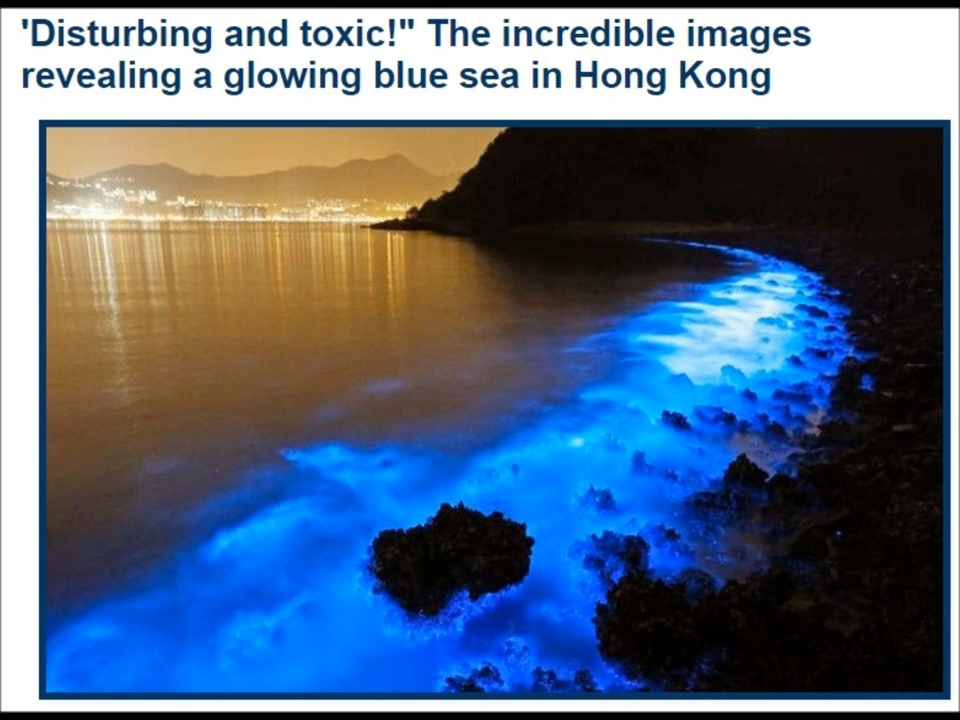 'Disturbing and toxic!" The incredible images
revealing a glowing blue sea in Hong Kong